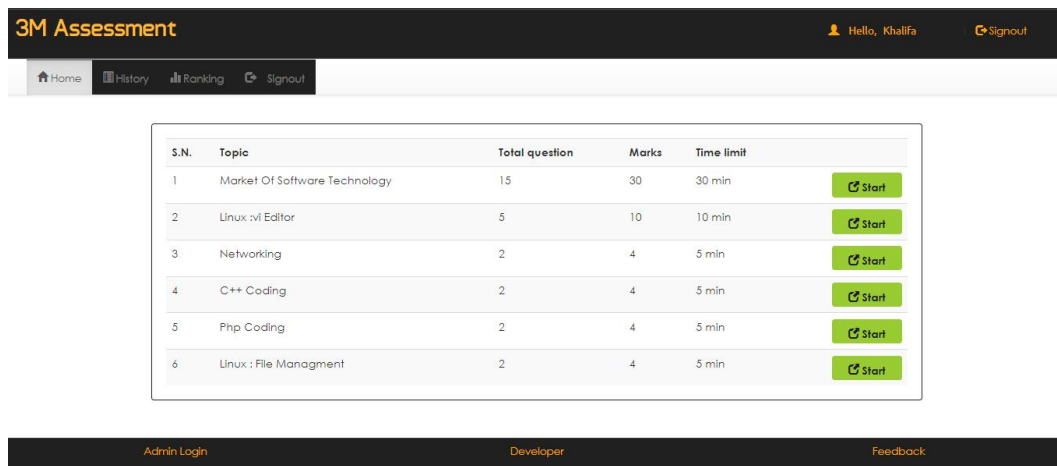 3M Assessment Hello, Khalifa Signout
Home History Ranking Signout
S.N. Topic Total question Marks Time limit
1 Market Of Software Technology 15 30 30 min Start
2 Linux :vi Editor 5 10 10 min Start
3 Networking 2 4 5 min Start
4 C++ Coding 2 4 5 min Start
5 Php Coding 2 4 5 min Start
6 Linux : File Managment 2 4 5 min Start
Admin Login Developer Feedback